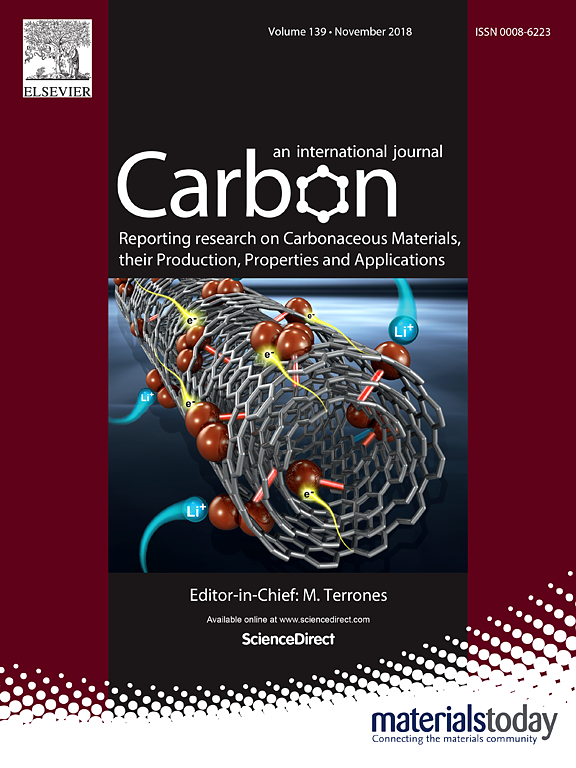 Volume 139 • November 2018
ISSN 0008-6223
ELSEVIER
an international journal
Carbon
Reporting research on Carbonaceous Materials,
their Production, Properties and Applications
e-
Li+
e-
e-
Li+
e-
Li+
Editor-in-Chief: M. Terrones
Available online at www.sciencedirect.com
ScienceDirect
materialstoday
Connecting the materials community